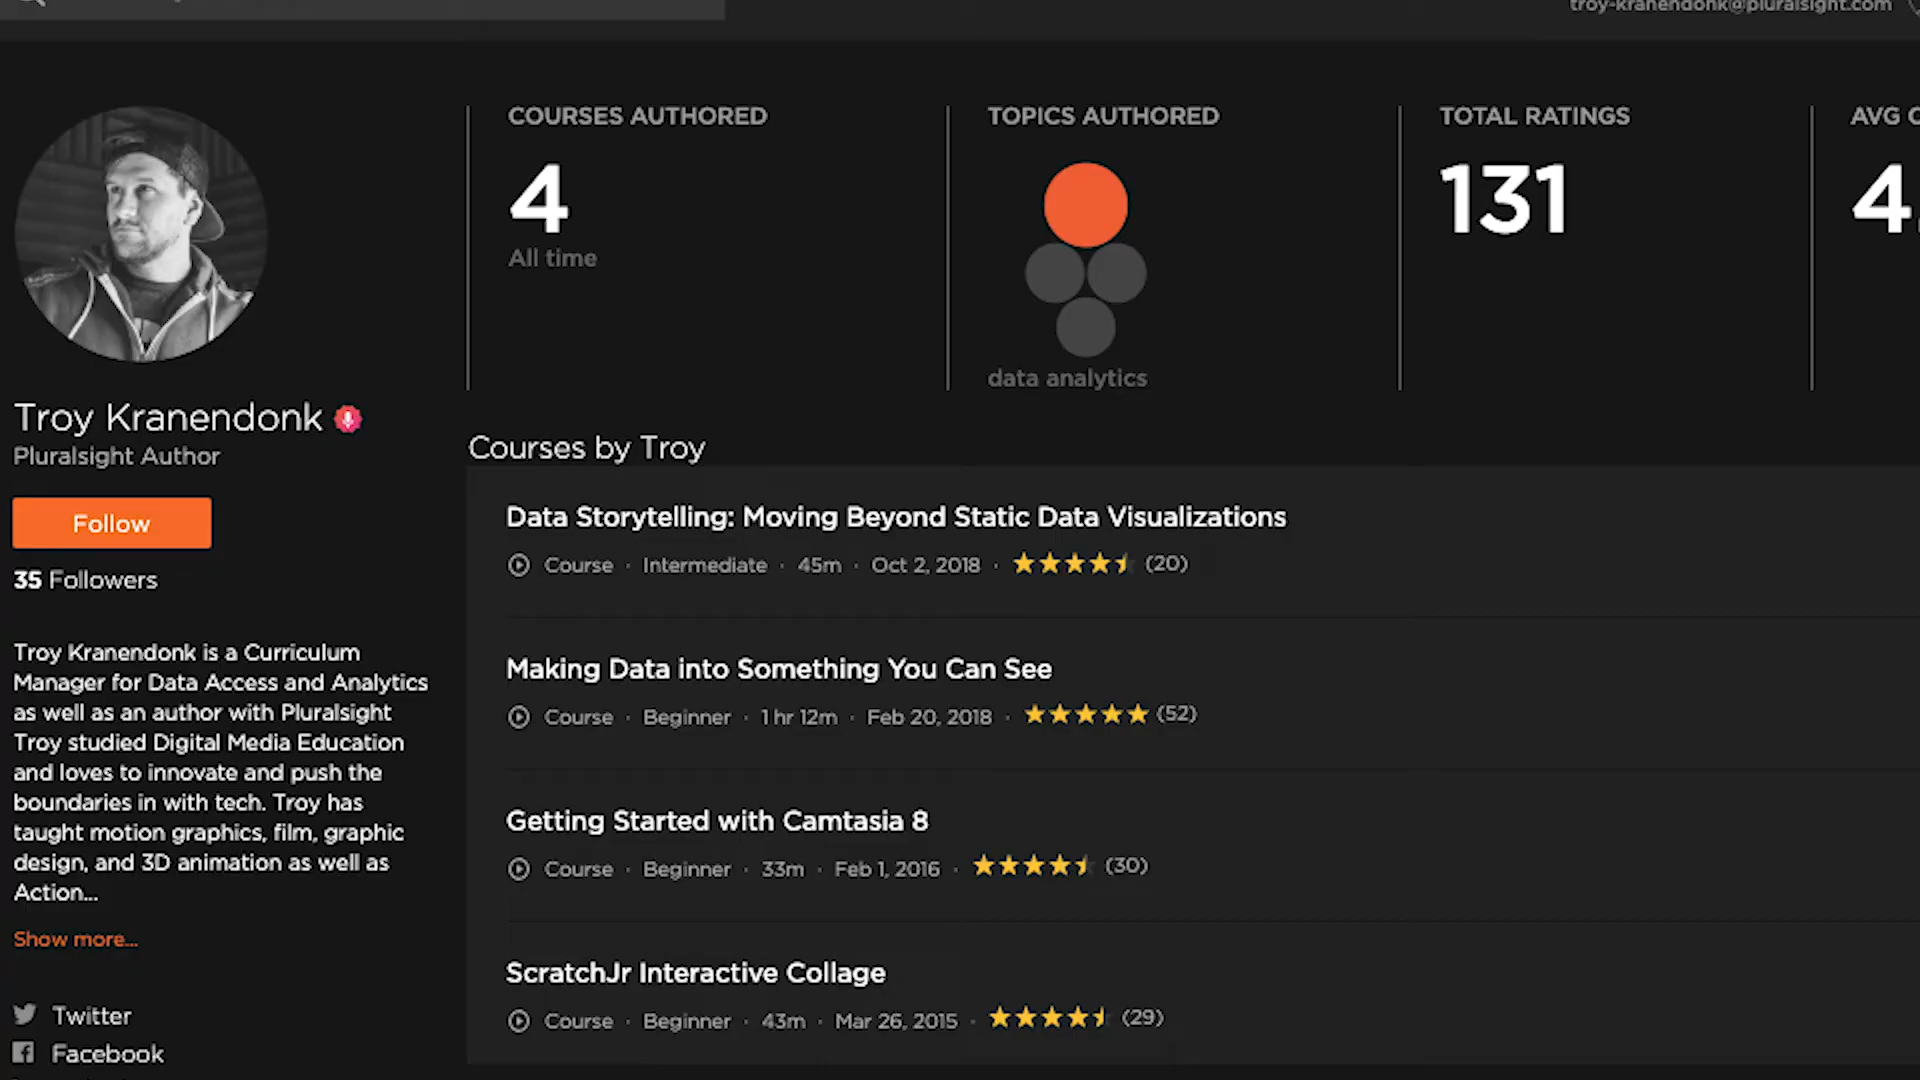 troy-kranendonk@pluralsight.com
COURSES AUTHORED
4
All time
TOPICS AUTHORED
data analytics
TOTAL RATINGS
131
AVG
4.
Troy Kranendonk
Pluralsight Author
Follow
35 Followers
Troy Kranendonk is a Curriculum
Manager for Data Access and Analytics
as well as an author with Pluralsight
Troy studied Digital Media Education
and loves to innovate and push the
boundaries in with tech. Troy has
taught motion graphics, film, graphic
design, and 3D animation as well as
Action...
Show more...
Twitter
Facebook
Courses by Troy
Data Storytelling: Moving Beyond Static Data Visualizations
Course · Intermediate · 45m · Oct 2, 2018 · (20)
Making Data into Something You Can See
Course · Beginner · 1 hr 12m · Feb 20, 2018 · (52)
Getting Started with Camtasia 8
Course · Beginner · 33m · Feb 1, 2016 · (30)
ScratchJr Interactive Collage
Course · Beginner · 43m · Mar 26, 2015 · (29)